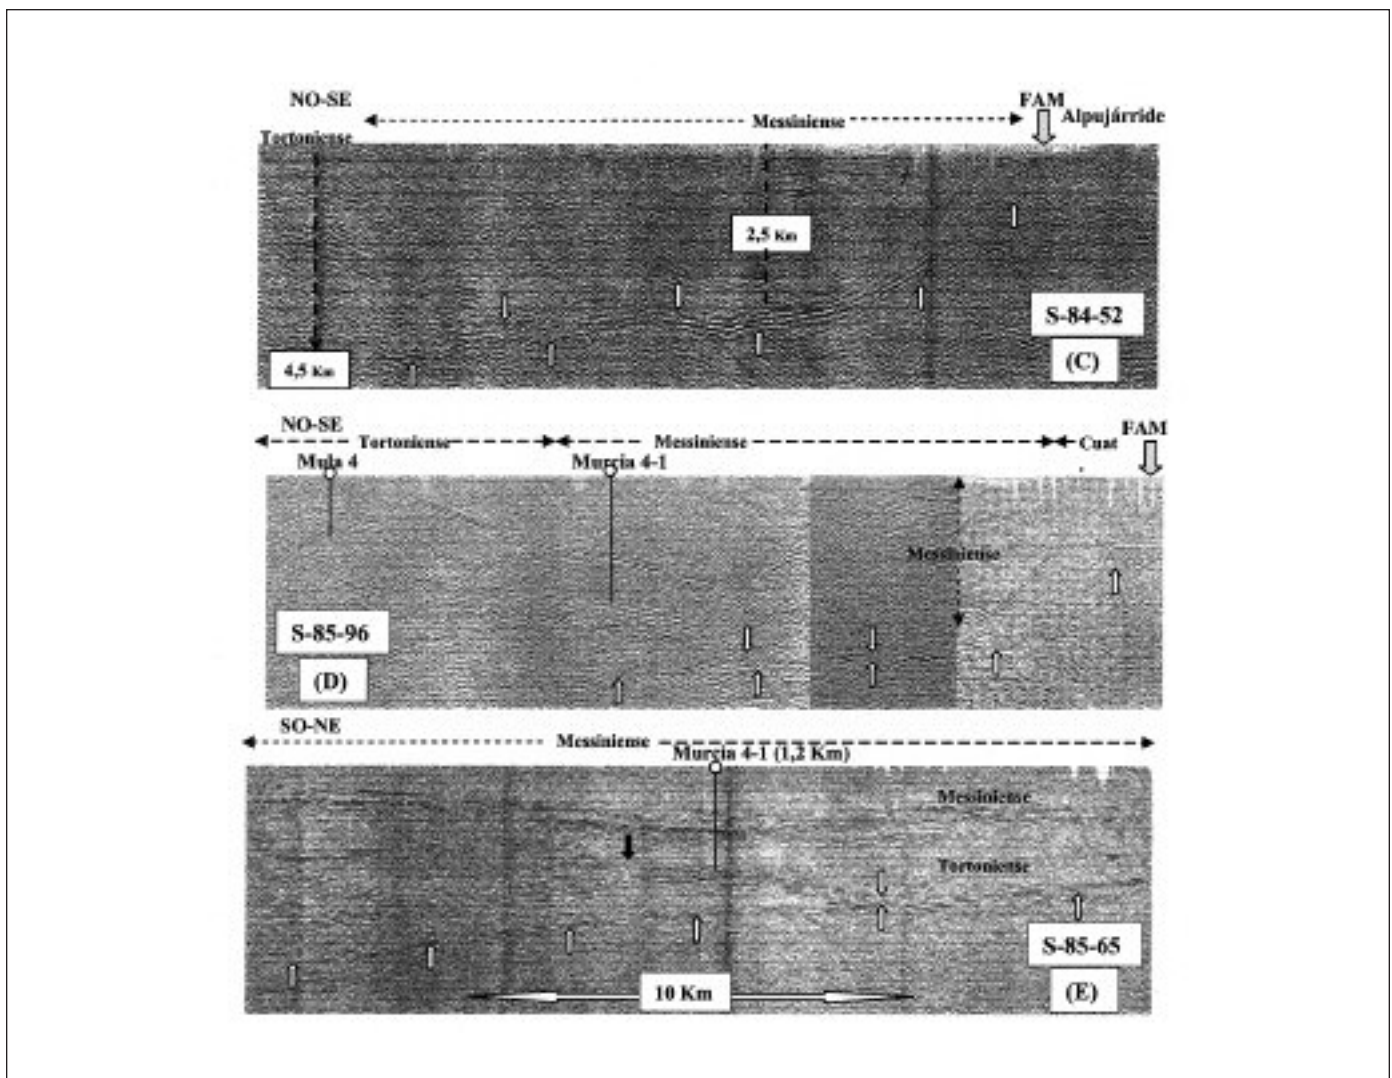 NO-SE
FAM
Messiniense
Alpujárride
Tortoniense
2,5 Km
S-84-52
4,5 Km
(C)
NO-SE
FAM
Tortoniense
Messiniense
Cuat
Mula 4
Murcia 4-1
Messiniense
S-85-96
(D)
SO-NE
Messiniense
Murcia 4-1 (1,2 Km)
Messiniense
Tortoniense
S-85-65
10 Km
(E)